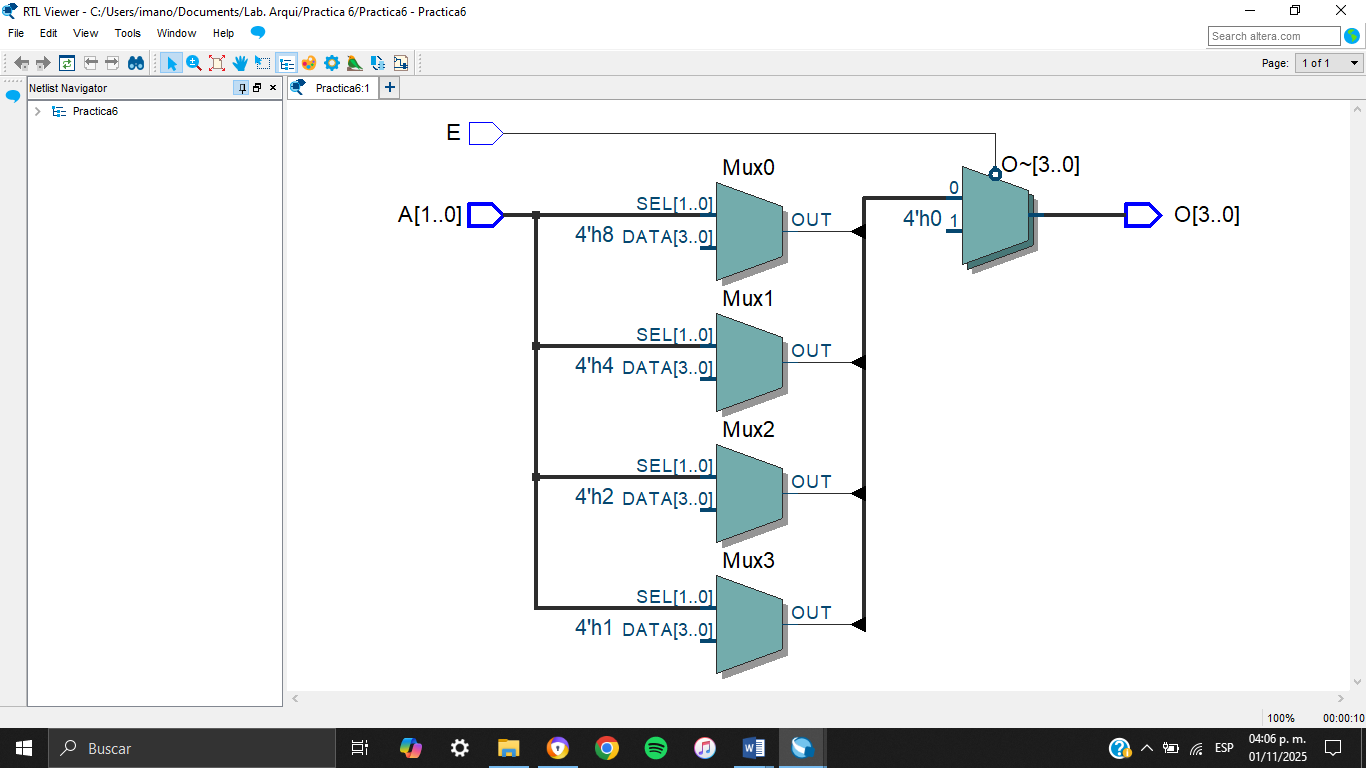 RTL Viewer - C:/Users/imano/Documents/Lab. Arqui/Practica 6/Practica6 - Practica6
File Edit View Tools Window Help
Search altera.com
Page: 1 of 1
Netlist Navigator
Practica6:1
Practica6
E
O~[3..0]
Mux0
A[1..0]
SEL[1..0]
4'h8 DATA[3..0]
OUT
0
4'h0 1
O[3..0]
Mux1
SEL[1..0]
4'h4 DATA[3..0]
OUT
Mux2
SEL[1..0]
4'h2 DATA[3..0]
OUT
Mux3
SEL[1..0]
4'h1 DATA[3..0]
OUT
100% 00:00:10
Buscar
ESP
04:06 p. m.
01/11/2025